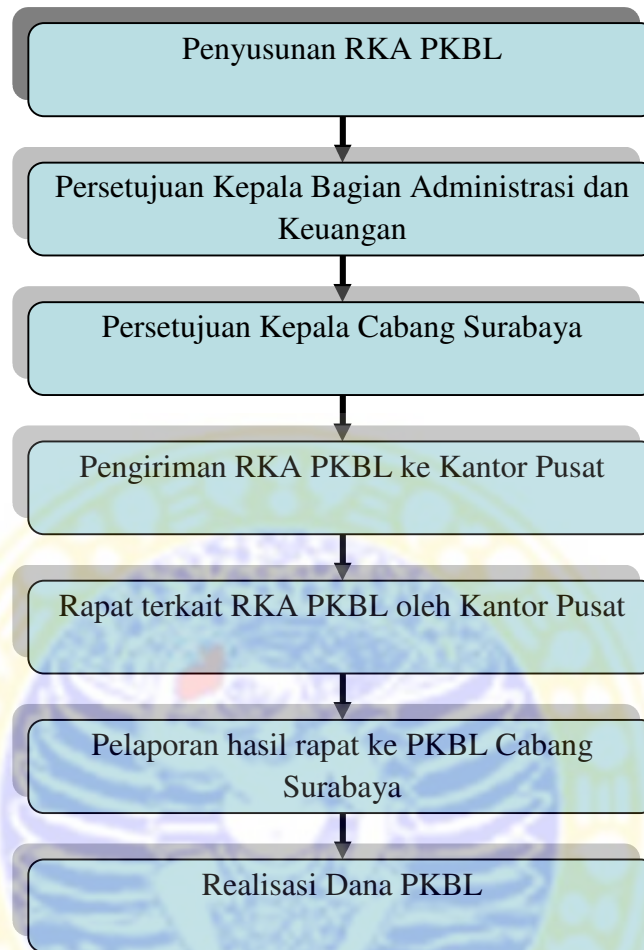 Penyusunan RKA PKBL
Persetujuan Kepala Bagian Administrasi dan
Keuangan
Persetujuan Kepala Cabang Surabaya
Pengiriman RKA PKBL ke Kantor Pusat
Rapat terkait RKA PKBL oleh Kantor Pusat
Pelaporan hasil rapat ke PKBL Cabang
Surabaya
Realisasi Dana PKBL